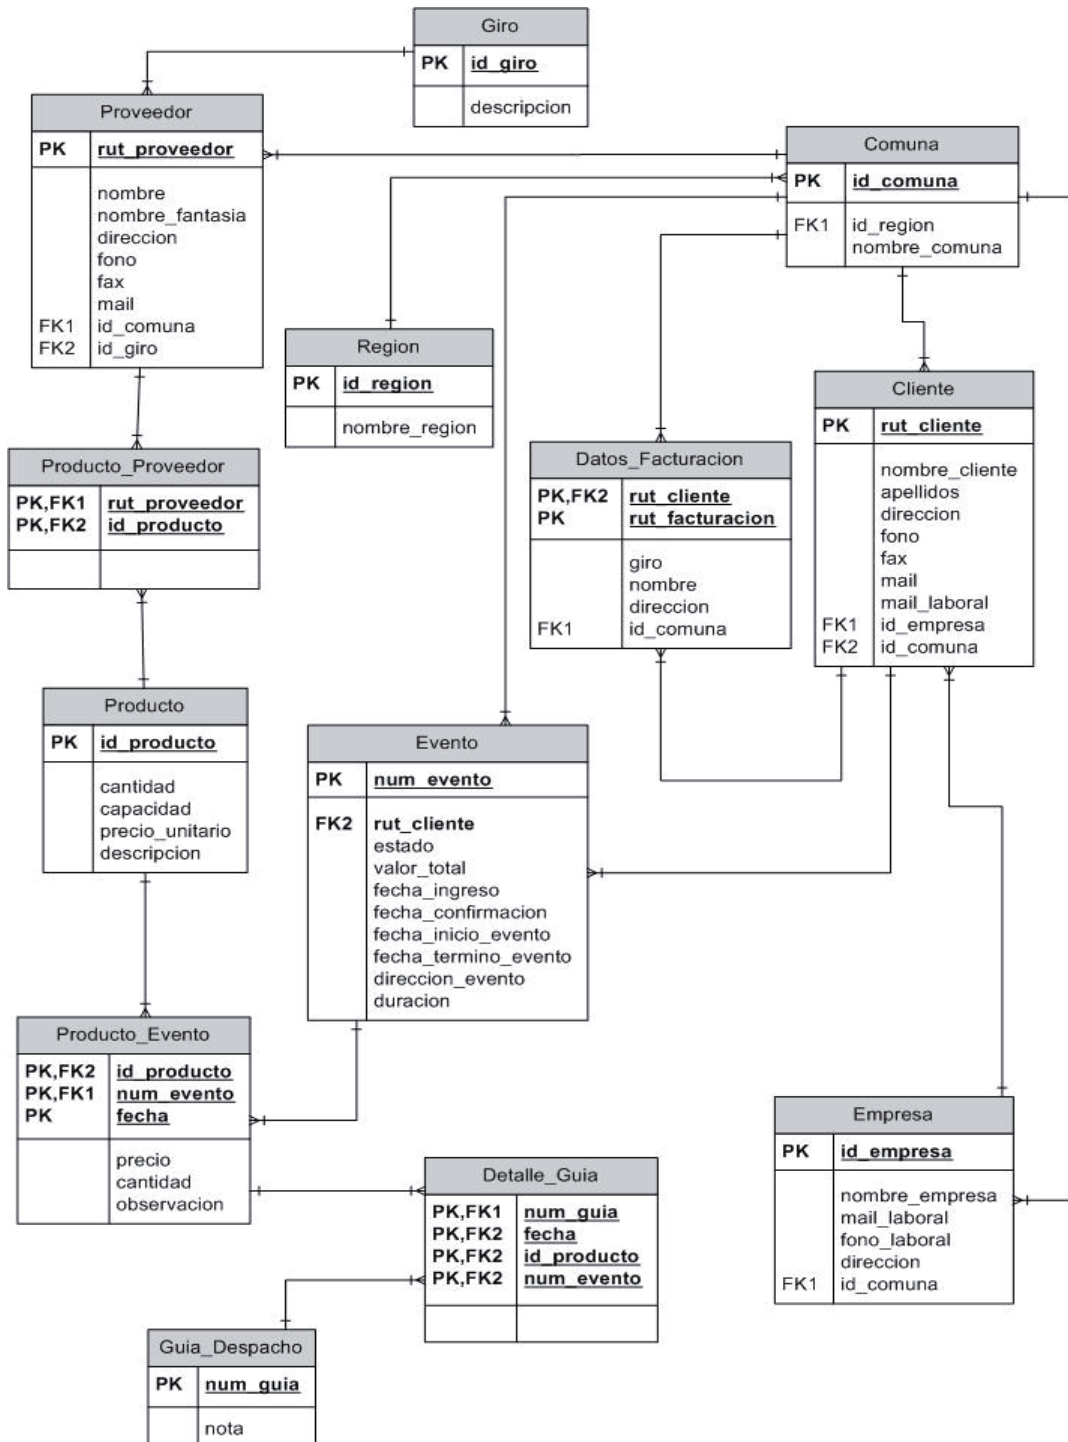 Giro
PK id_giro
descripcion
Proveedor
PK rut_proveedor
nombre
nombre_fantasia
direccion
fono
fax
mail
FK1 id_comuna
FK2 id_giro
Comuna
PK id_comuna
FK1 id_region
nombre_comuna
Region
PK id_region
nombre_region
Cliente
PK rut_cliente
nombre_cliente
apellidos
direccion
fono
fax
mail
mail_laboral
FK1 id_empresa
FK2 id_comuna
Producto_Proveedor
PK,FK1 rut_proveedor
PK,FK2 id_producto
Datos_Facturacion
PK,FK2 rut_cliente
PK rut_facturacion
giro
nombre
direccion
FK1 id_comuna
Producto
PK id_producto
cantidad
capacidad
precio_unitario
descripcion
Evento
PK num_evento
FK2 rut_cliente
estado
valor_total
fecha_ingreso
fecha_confirmacion
fecha_inicio_evento
fecha_termino_evento
direccion_evento
duracion
Producto_Evento
PK,FK2 id_producto
PK,FK1 num_evento
PK fecha
precio
cantidad
observacion
Empresa
PK id_empresa
nombre_empresa
mail_laboral
fono_laboral
direccion
FK1 id_comuna
Detalle_Guia
PK,FK1 num_guia
PK,FK2 fecha
PK,FK2 id_producto
PK,FK2 num_evento
Guia_Despacho
PK num_guia
nota